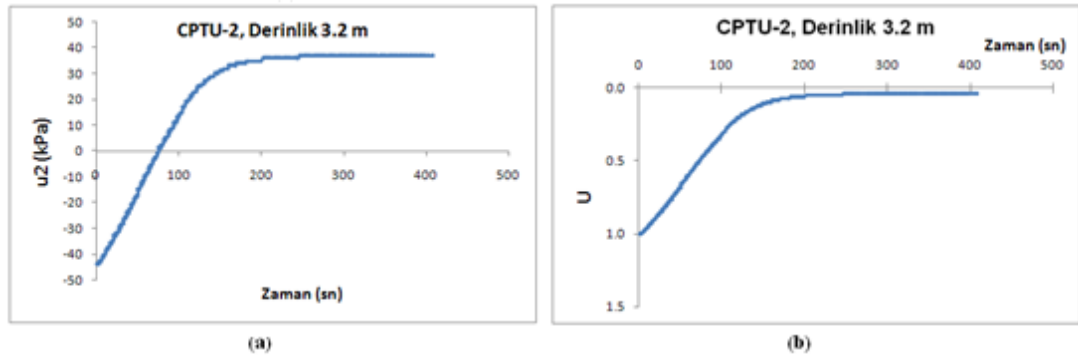 CPTU-2, Derinlik 3.2 m
50
40
30
20
10
0
-10
-20
-30
-40
-50
u2 (kPa)
0 100 200 300 400 500
Zaman (sn)
(a)
CPTU-2, Derinlik 3.2 m
Zaman (sn)
0 100 200 300 400 500
0.0
0.5
1.0
1.5
U
(b)